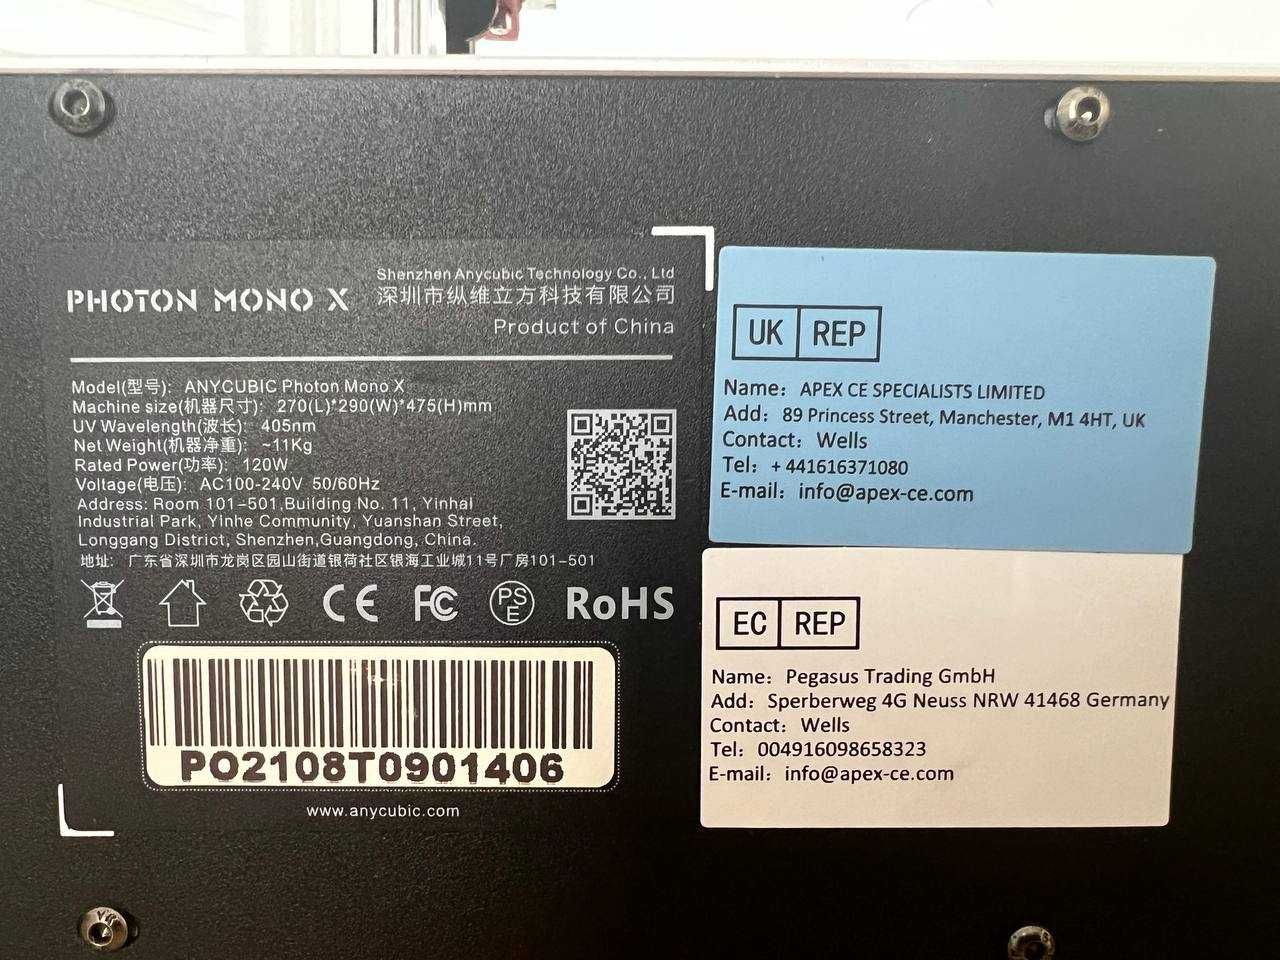 PHOTON MONO X
Shenzhen Anycubic Technology Co., Ltd
深圳市纵维立方科技有限公司
Product of China
Model(型号): ANYCUBIC Photon Mono X
Machine size(机器尺寸): 270(L)*290(W)*475(H)mm
UV Wavelength(波长): 405nm
Net Weight(机器净重): ~11Kg
Rated Power(功率): 120W
Voltage(电压): AC100-240V 50/60Hz
Address: Room 101-501,Building No. 11, Yinhai
Industrial Park, Yinhe Community, Yuanshan Street,
Longgang District, Shenzhen,Guangdong, China.
地址: 广东省深圳市龙岗区园山街道银荷社区银海工业城11号厂房101-501
CE FC PSE RoHS
PO2108T0901406
www.anycubic.com
UK REP
Name: APEX CE SPECIALISTS LIMITED
Add: 89 Princess Street, Manchester, M1 4HT, UK
Contact: Wells
Tel: + 441616371080
E-mail: info@apex-ce.com
EC REP
Name: Pegasus Trading GmbH
Add: Sperberweg 4G Neuss NRW 41468 Germany
Contact: Wells
Tel: 004916098658323
E-mail: info@apex-ce.com